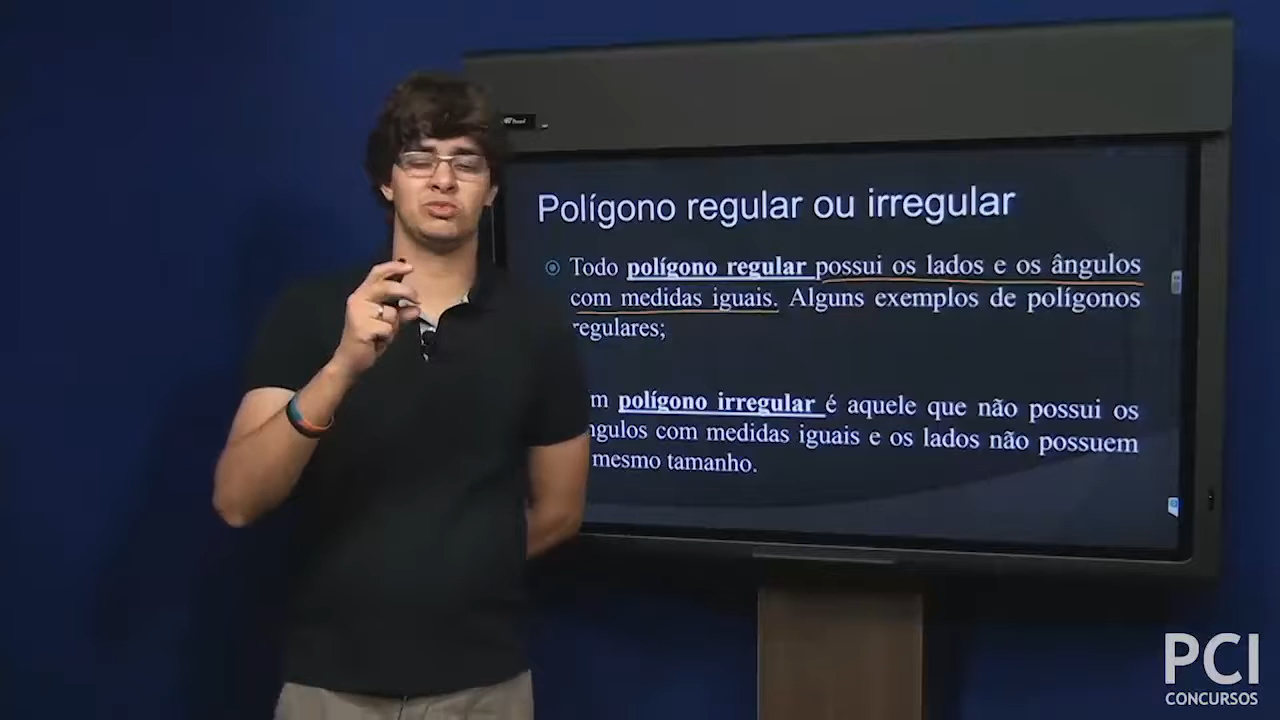 Polígono regular ou irregular
Todo polígono regular possui os lados e os ângulos
com medidas iguais. Alguns exemplos de polígonos
regulares;
polígono irregular é aquele que não possui os
ngulos com medidas iguais e os lados não possuem
mesmo tamanho.
PCI
CONCURSOS